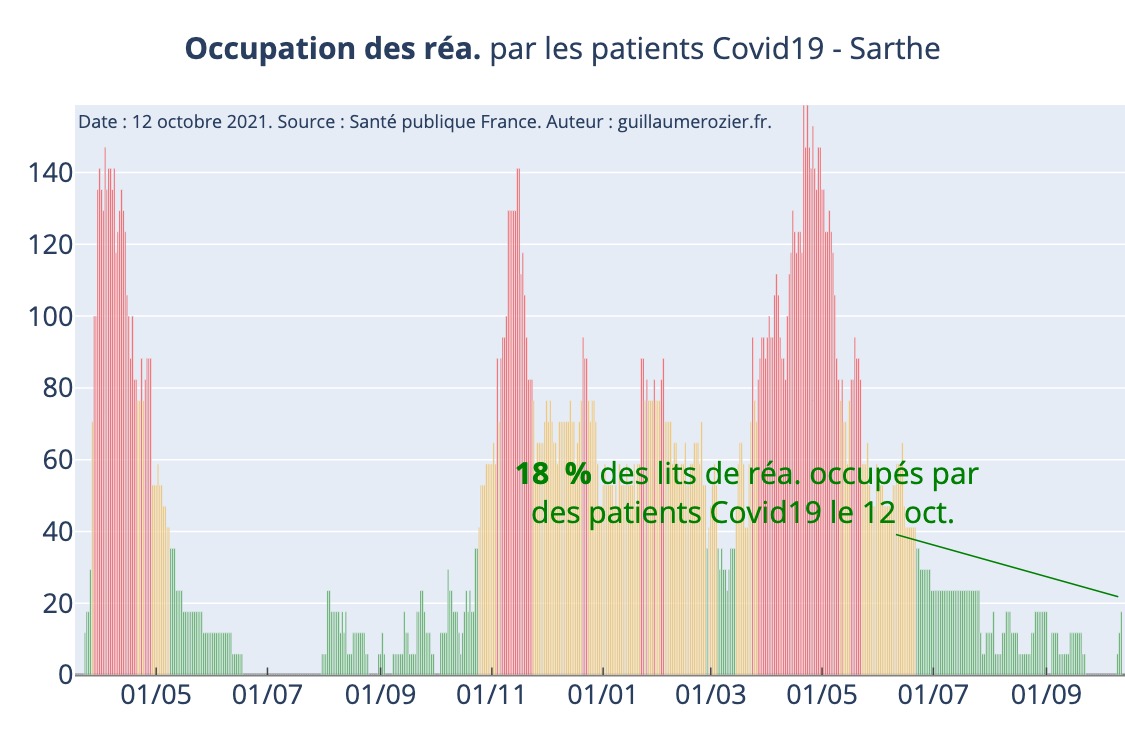 Occupation des réa. par les patients Covid19 - Sarthe
Date : 12 octobre 2021. Source : Santé publique France. Auteur : guillaumerozier.fr.
140
120
100
80
60
40
20
0
18 % des lits de réa. occupés par
des patients Covid19 le 12 oct.
01/05 01/07 01/09 01/11 01/01 01/03 01/05 01/07 01/09